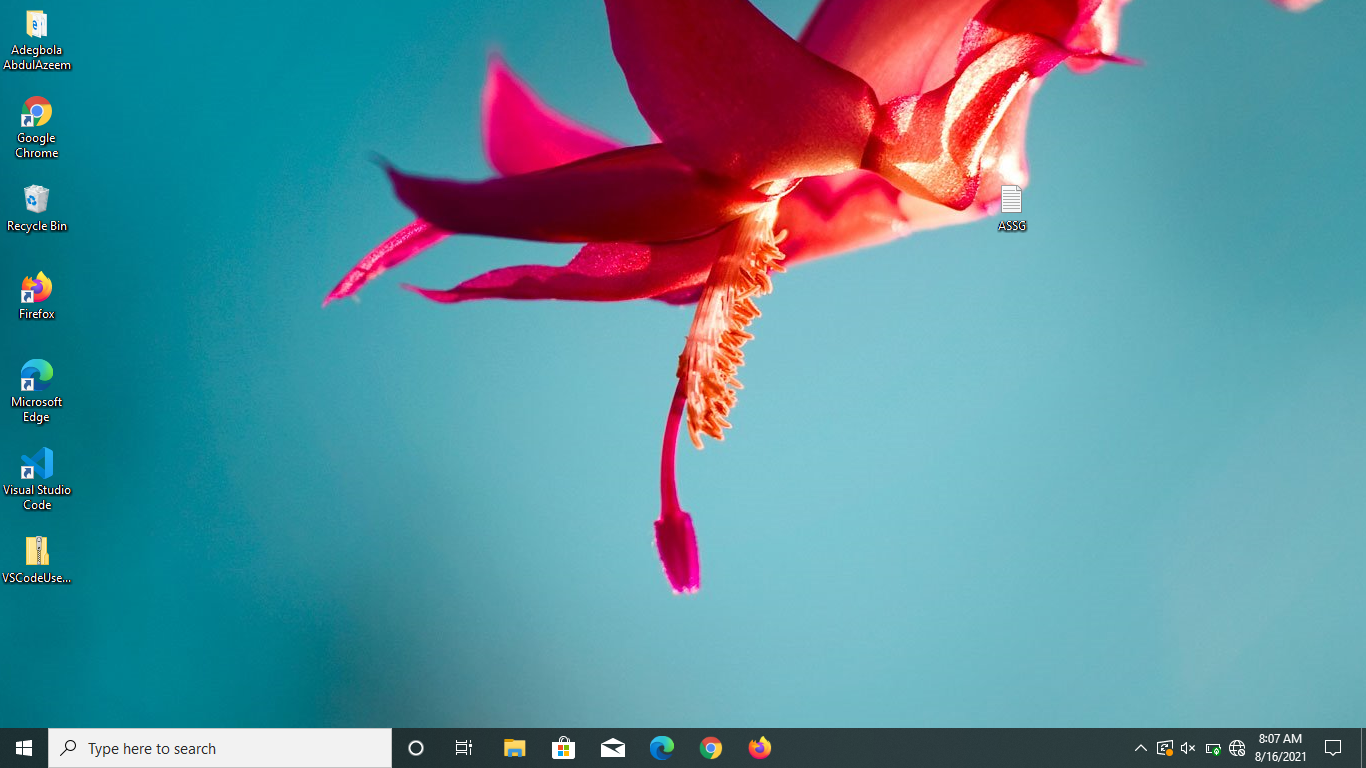 Adegbola
AbdulAzeem
Google
Chrome
Recycle Bin
Firefox
Microsoft
Edge
Visual Studio
Code
VSCodeUse...
ASSG
Type here to search
8:07 AM
8/16/2021